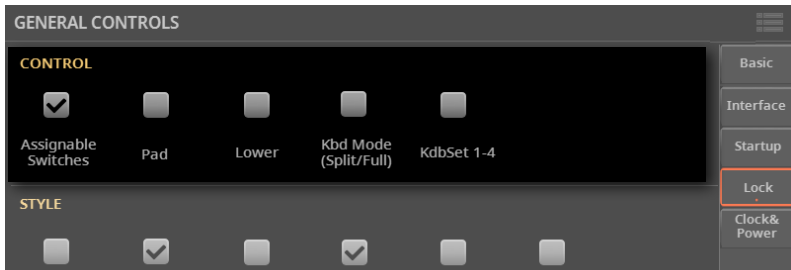 GENERAL CONTROLS
CONTROL
Assignable
Switches
Pad
Lower
Kbd Mode
(Split/Full)
KdbSet 1-4
STYLE
Basic
Interface
Startup
Lock
Clock&
Power